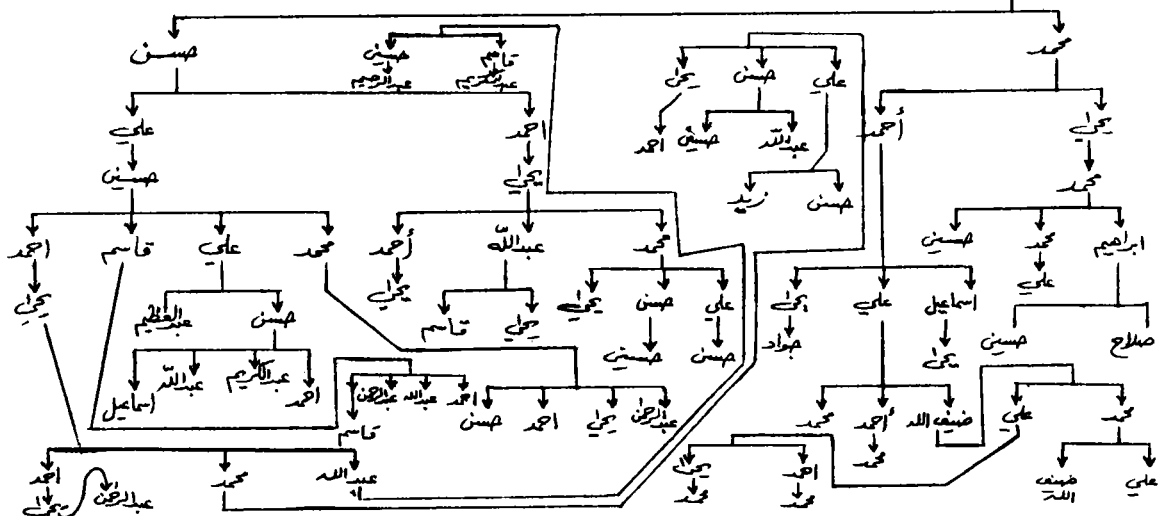 محمد
حسن
قاسم
حسين
عبدالكريم
عبدالرحيم
علي
حسن
يحيى
يحيى
أحمد
احمد
علي
عبدالله
حسين
احمد
محمد
يحيى
حسين
حسن
زيد
ابراهيم
محمد
حسين
علي
محمد
عبدالله
أحمد
يحيى
محمد
علي
قاسم
احمد
يحيى
اسماعيل
علي
يحيى
علي
حسن
يحيى
يحيى
قاسم
حسن
عبدالعظيم
صلاح
حسين
يحيى
جواد
حسن
حسين
احمد
عبدالكريم
عبدالله
اسماعيل
محمد
علي
ضيف الله
أحمد
محمد
محمد
عبدالرحمن
يحيى
احمد
حسن
احمد
عبدالله
عبدالرحمن
قاسم
علي
ضيف الله
احمد
محمد
يحيى
محمد
عبدالله
محمد
احمد
يحيى
عبدالرحمن